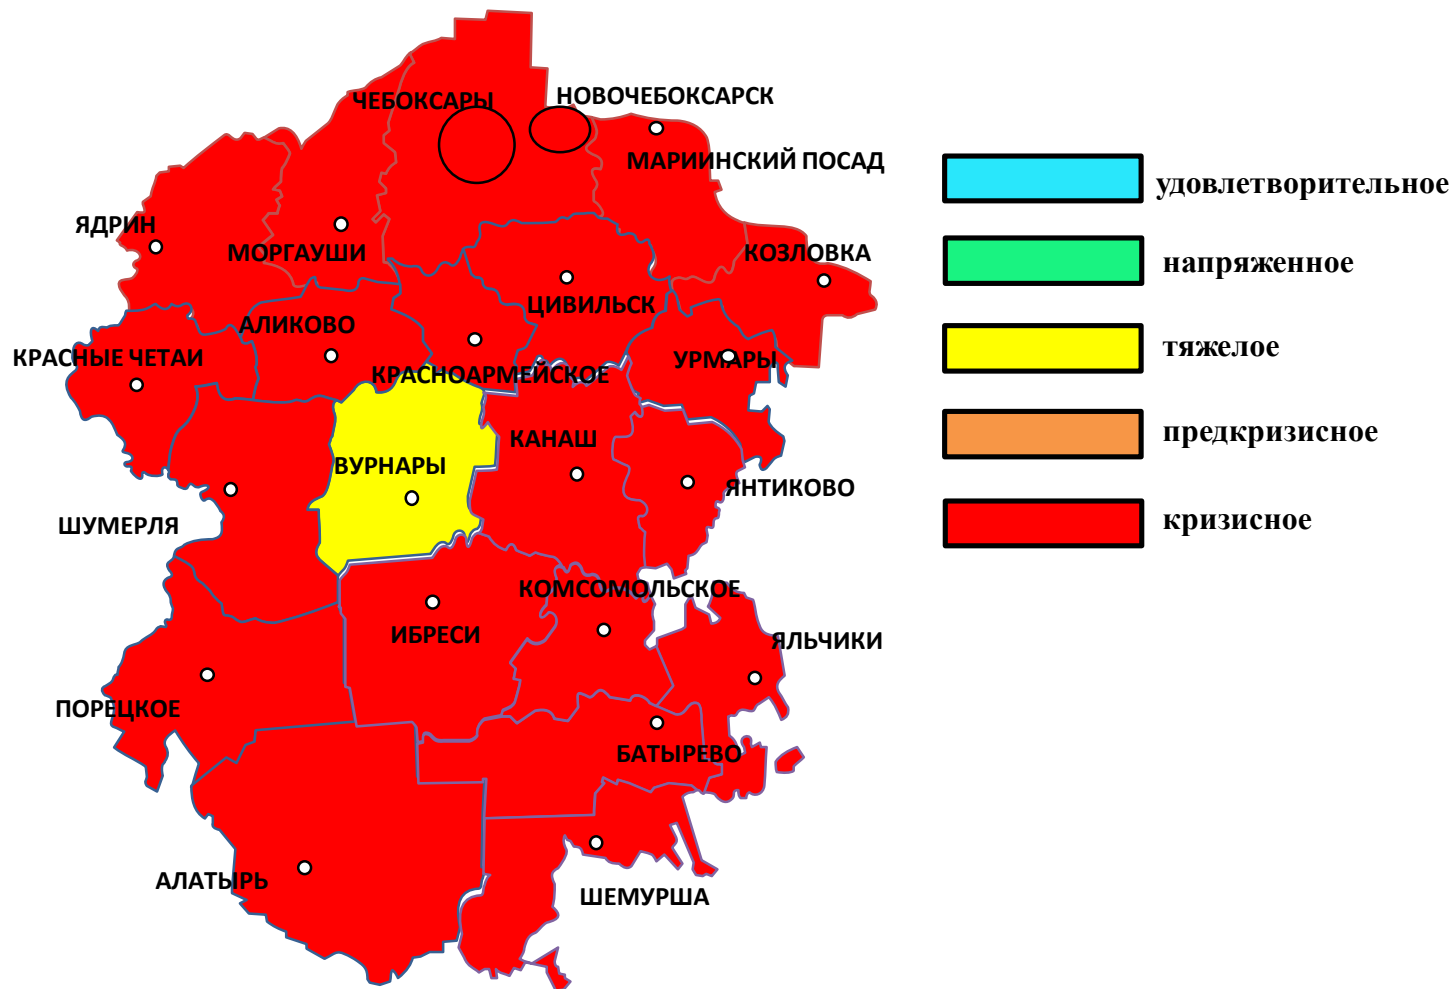 ЧЕБОКСАРЫ
НОВОЧЕБОКСАРСК
МАРИИНСКИЙ ПОСАД
удовлетворительное
ЯДРИН
МОРГАУШИ
КОЗЛОВКА
напряженное
ЦИВИЛЬСК
АЛИКОВО
КРАСНЫЕ ЧЕТАИ
КРАСНОАРМЕЙСКОЕ
УРМАРЫ
тяжелое
КАНАШ
предкризисное
ВУРНАРЫ
ЯНТИКОВО
ШУМЕРЛЯ
кризисное
КОМСОМОЛЬСКОЕ
ИБРЕСИ
ЯЛЬЧИКИ
ПОРЕЦКОЕ
БАТЫРЕВО
АЛАТЫРЬ
ШЕМУРША